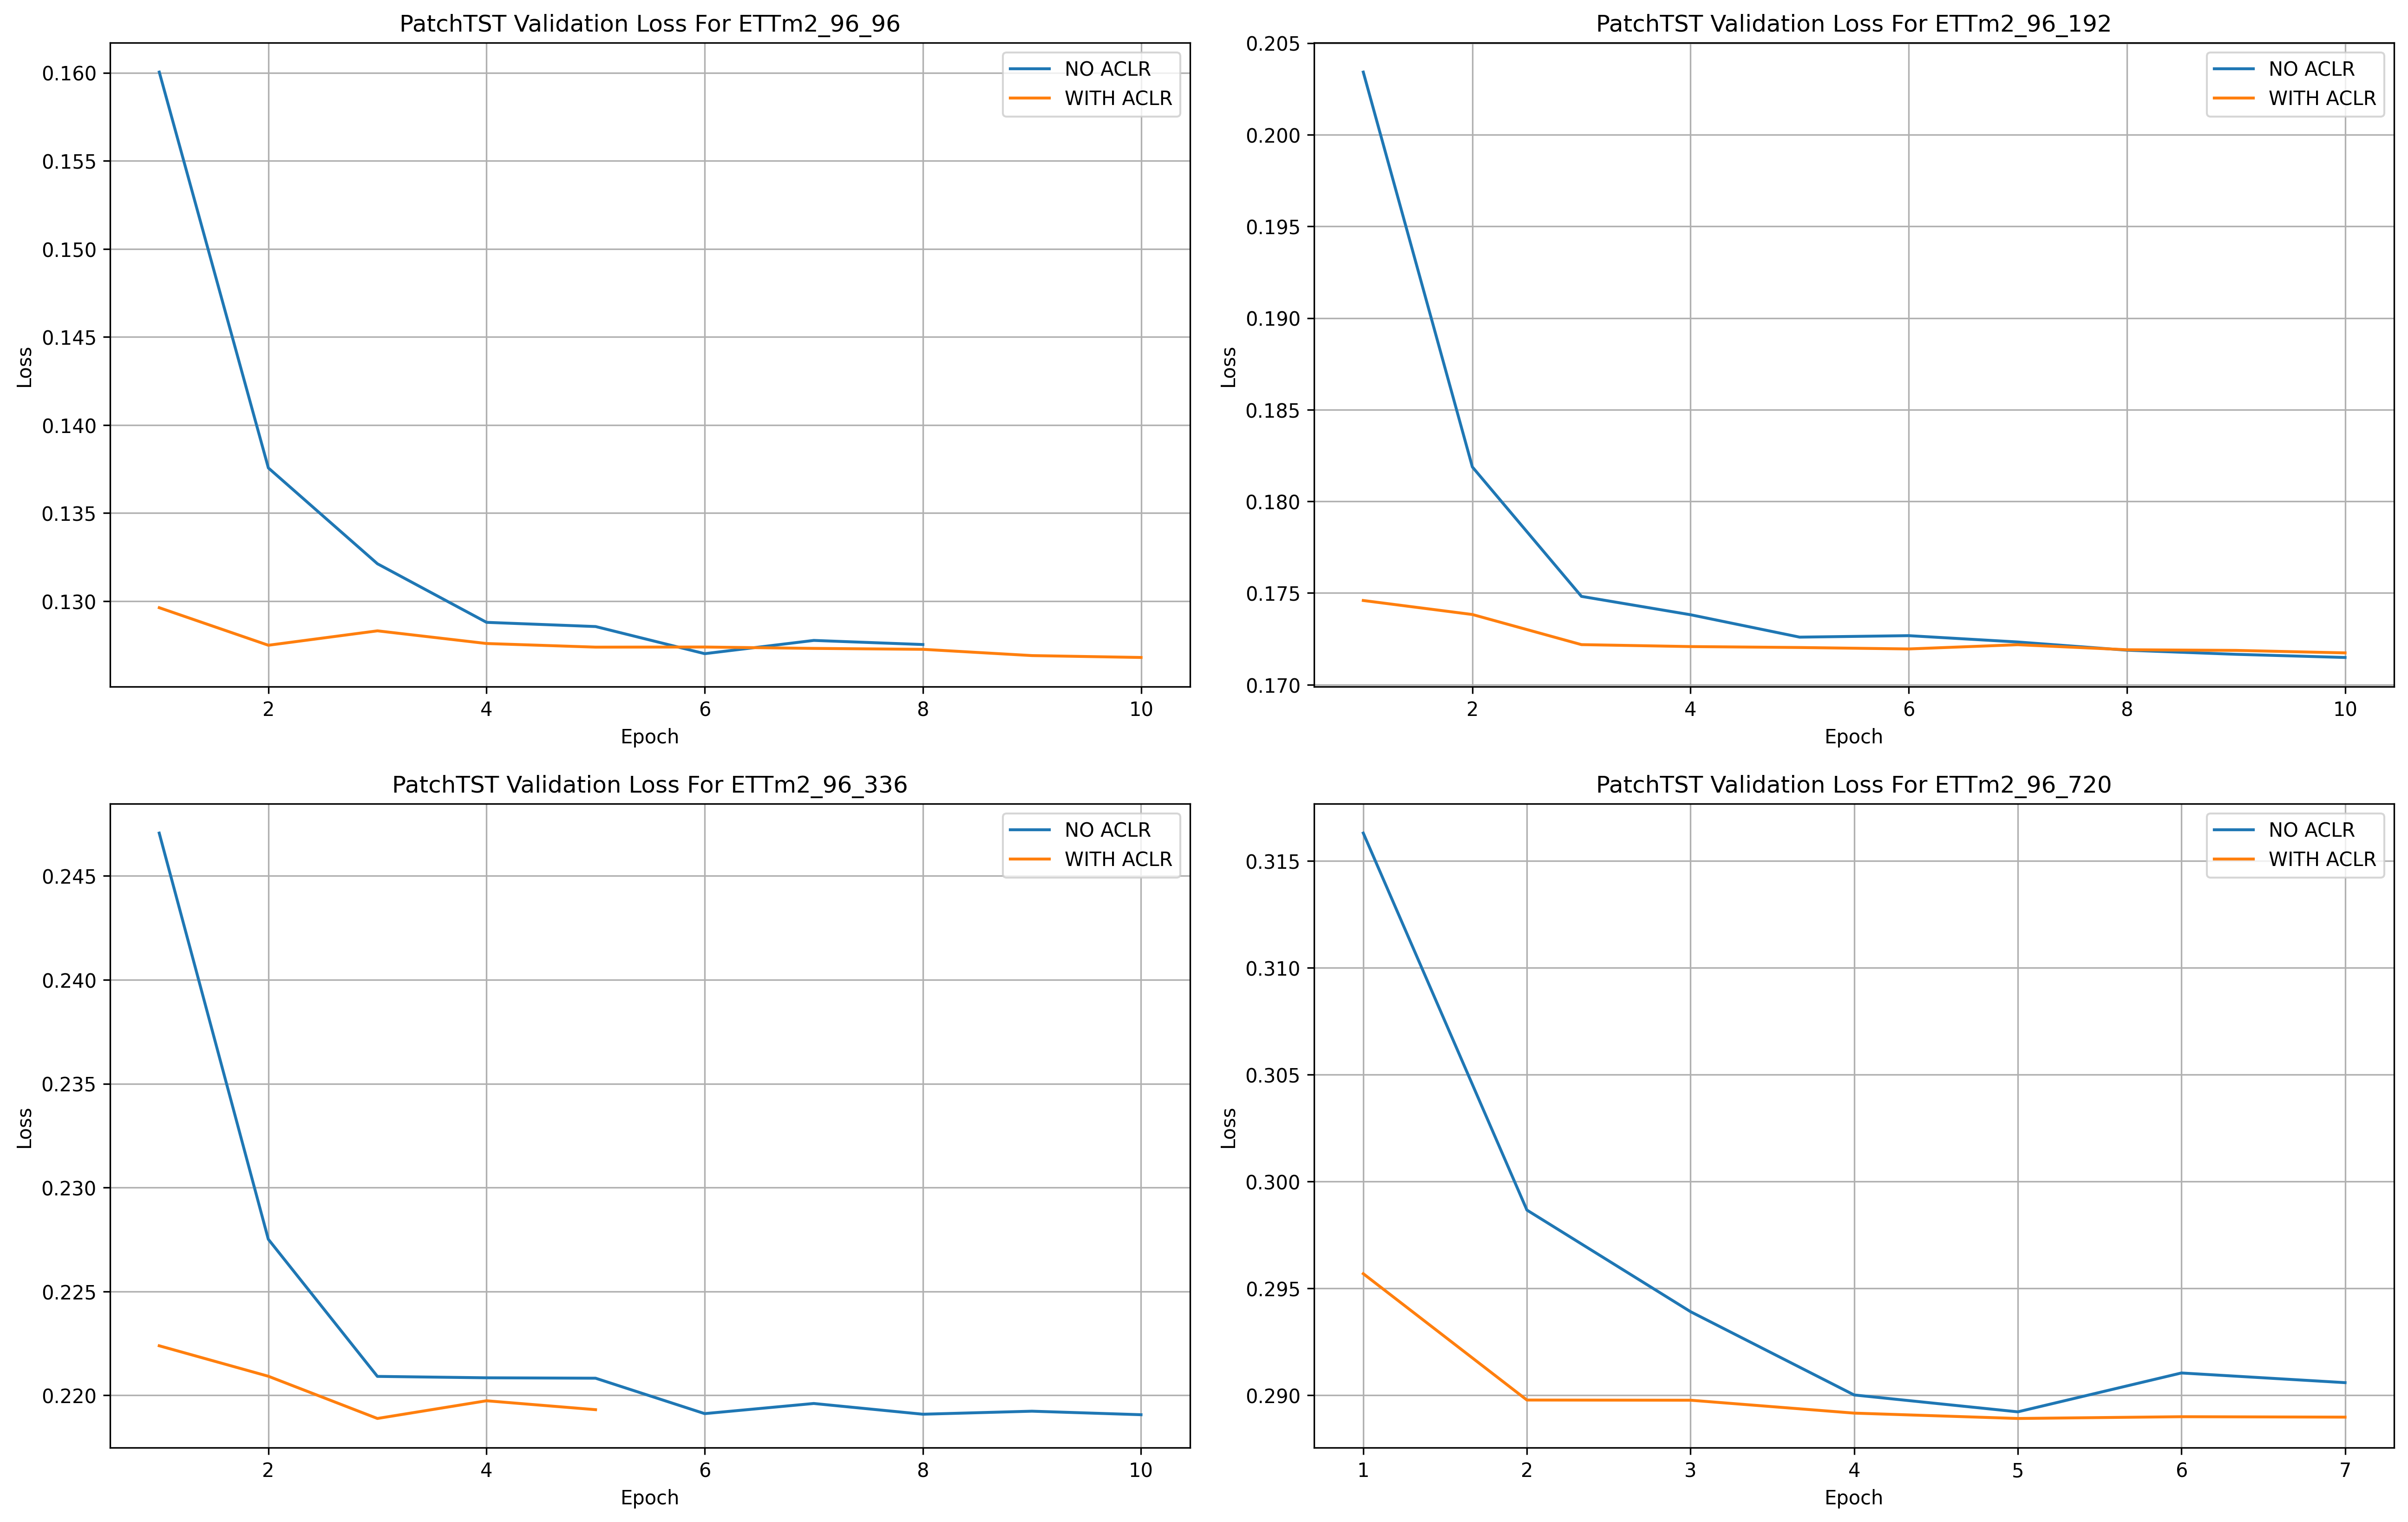 PatchTST Validation Loss For ETTm2_96_96
0.160
0.155
0.150
0.145
0.140
0.135
0.130
Loss
2 4 6 8 10
Epoch
NO ACLR
WITH ACLR
PatchTST Validation Loss For ETTm2_96_192
0.205
0.200
0.195
0.190
0.185
0.180
0.175
0.170
Loss
2 4 6 8 10
Epoch
NO ACLR
WITH ACLR
PatchTST Validation Loss For ETTm2_96_336
0.245
0.240
0.235
0.230
0.225
0.220
Loss
2 4 6 8 10
Epoch
NO ACLR
WITH ACLR
PatchTST Validation Loss For ETTm2_96_720
0.315
0.310
0.305
0.300
0.295
0.290
Loss
1 2 3 4 5 6 7
Epoch
NO ACLR
WITH ACLR